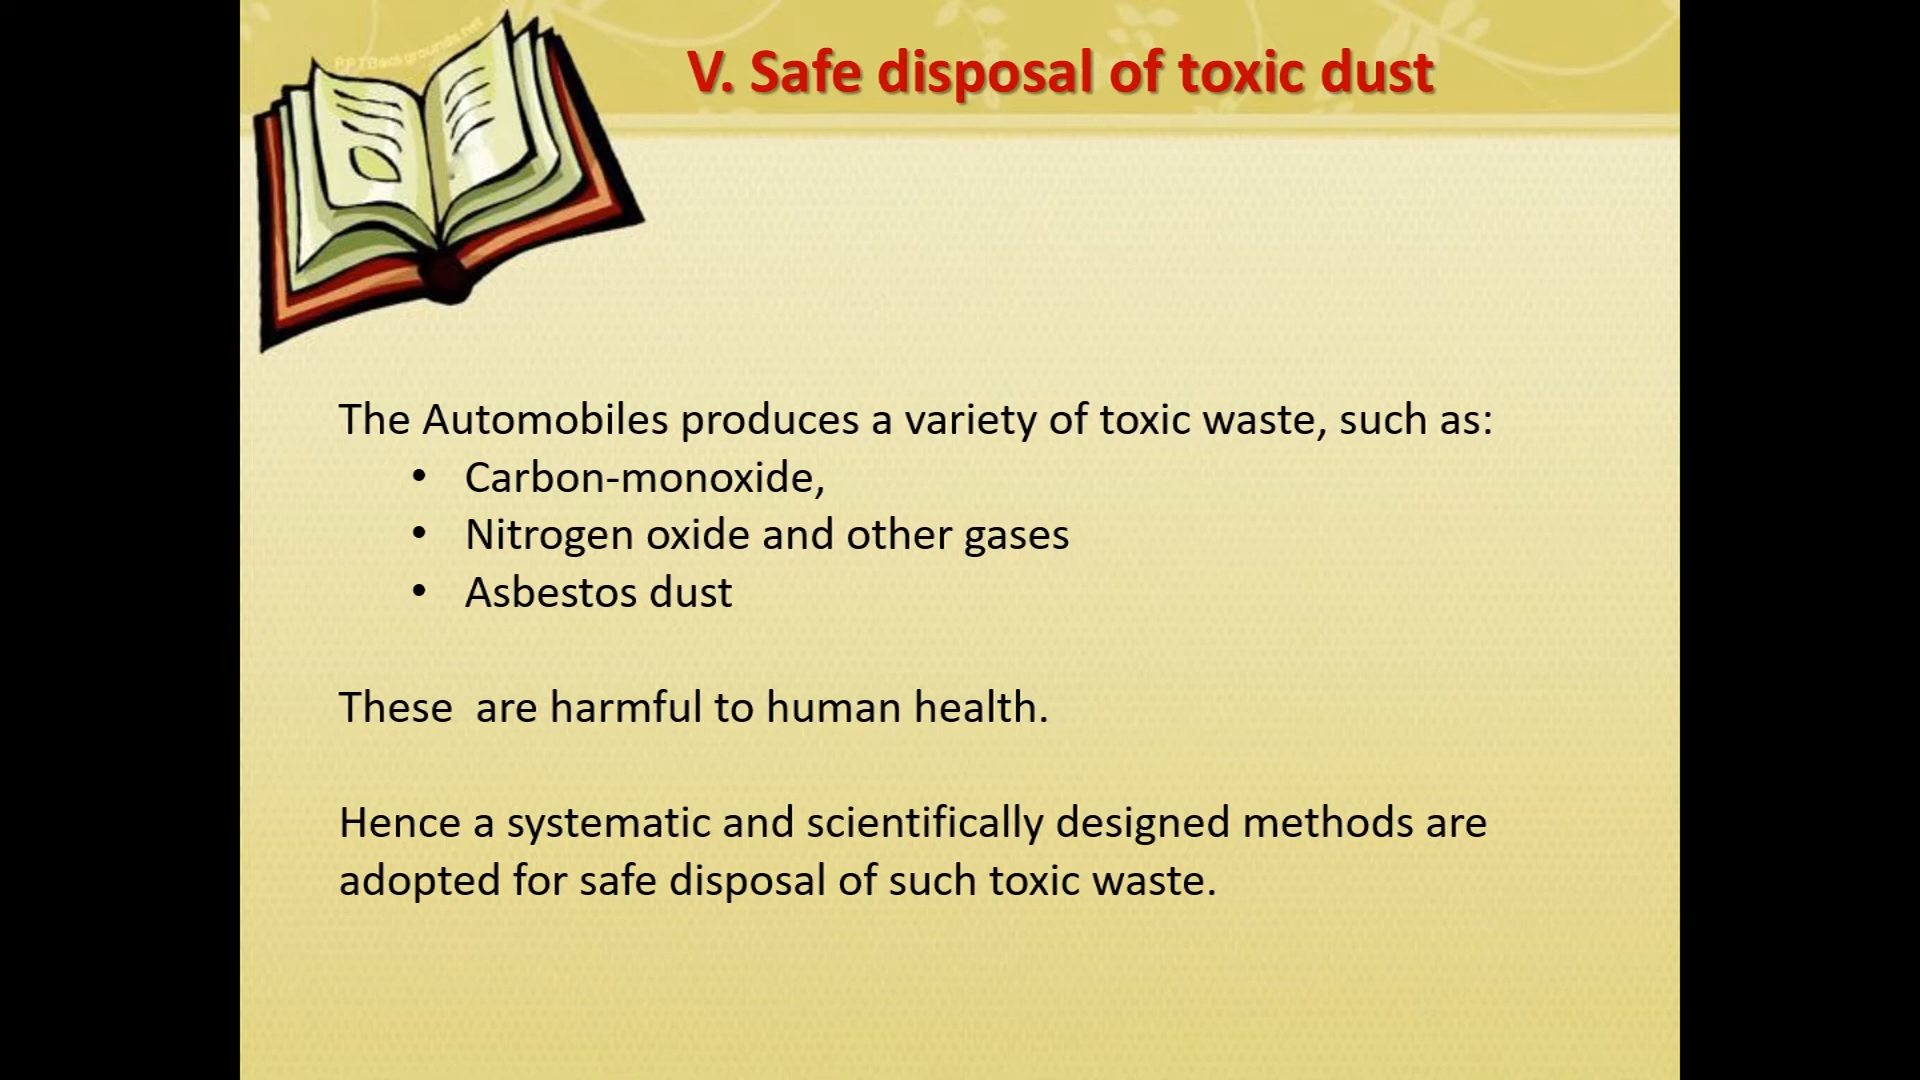 PPTBackgrounds.net
V. Safe disposal of toxic dust
The Automobiles produces a variety of toxic waste, such as:
• Carbon-monoxide,
• Nitrogen oxide and other gases
• Asbestos dust
These  are harmful to human health.
Hence a systematic and scientifically designed methods are
adopted for safe disposal of such toxic waste.